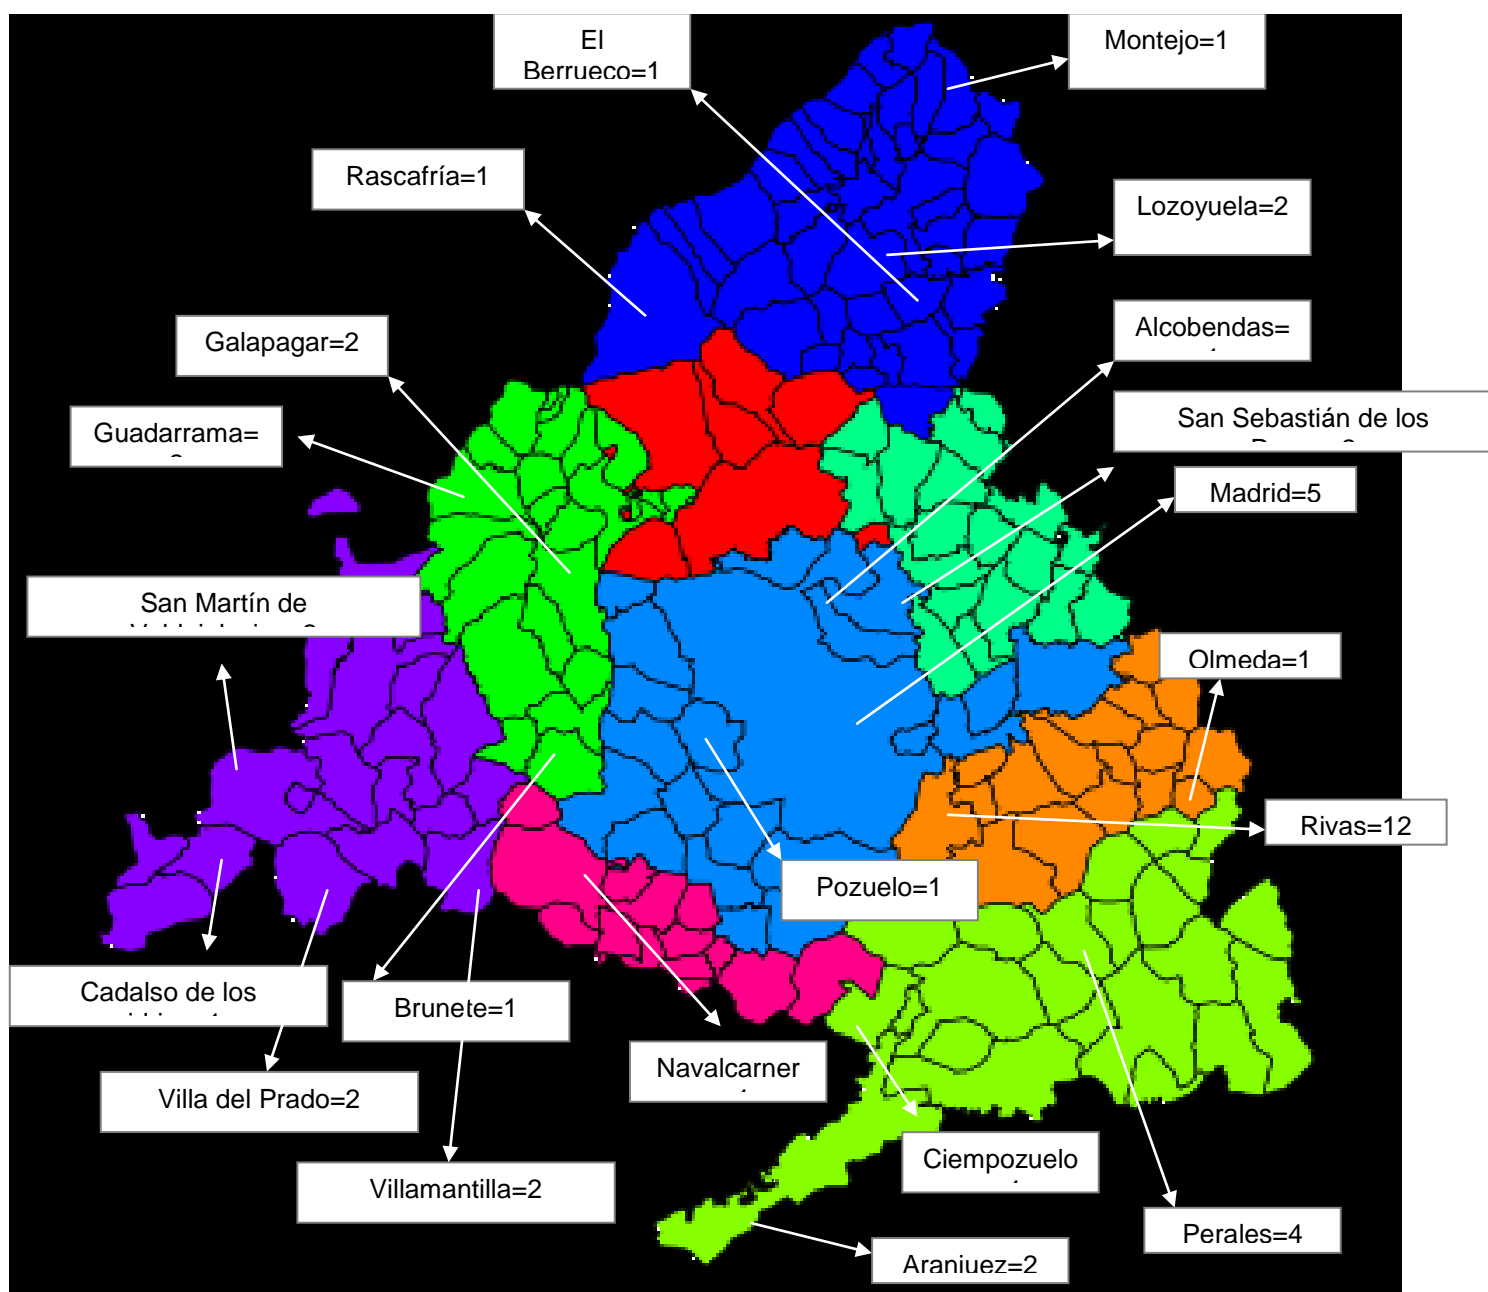 El
Berrueco=1
Montejo=1
Rascafría=1
Lozoyuela=2
Galapagar=2
Alcobendas=
Guadarrama=
San Sebastián de los
Madrid=5
San Martín de
Olmeda=1
Rivas=12
Pozuelo=1
Cadalso de los
Brunete=1
Navalcarner
Villa del Prado=2
Ciempozuelo
Villamantilla=2
Perales=4
Aranjuez=2